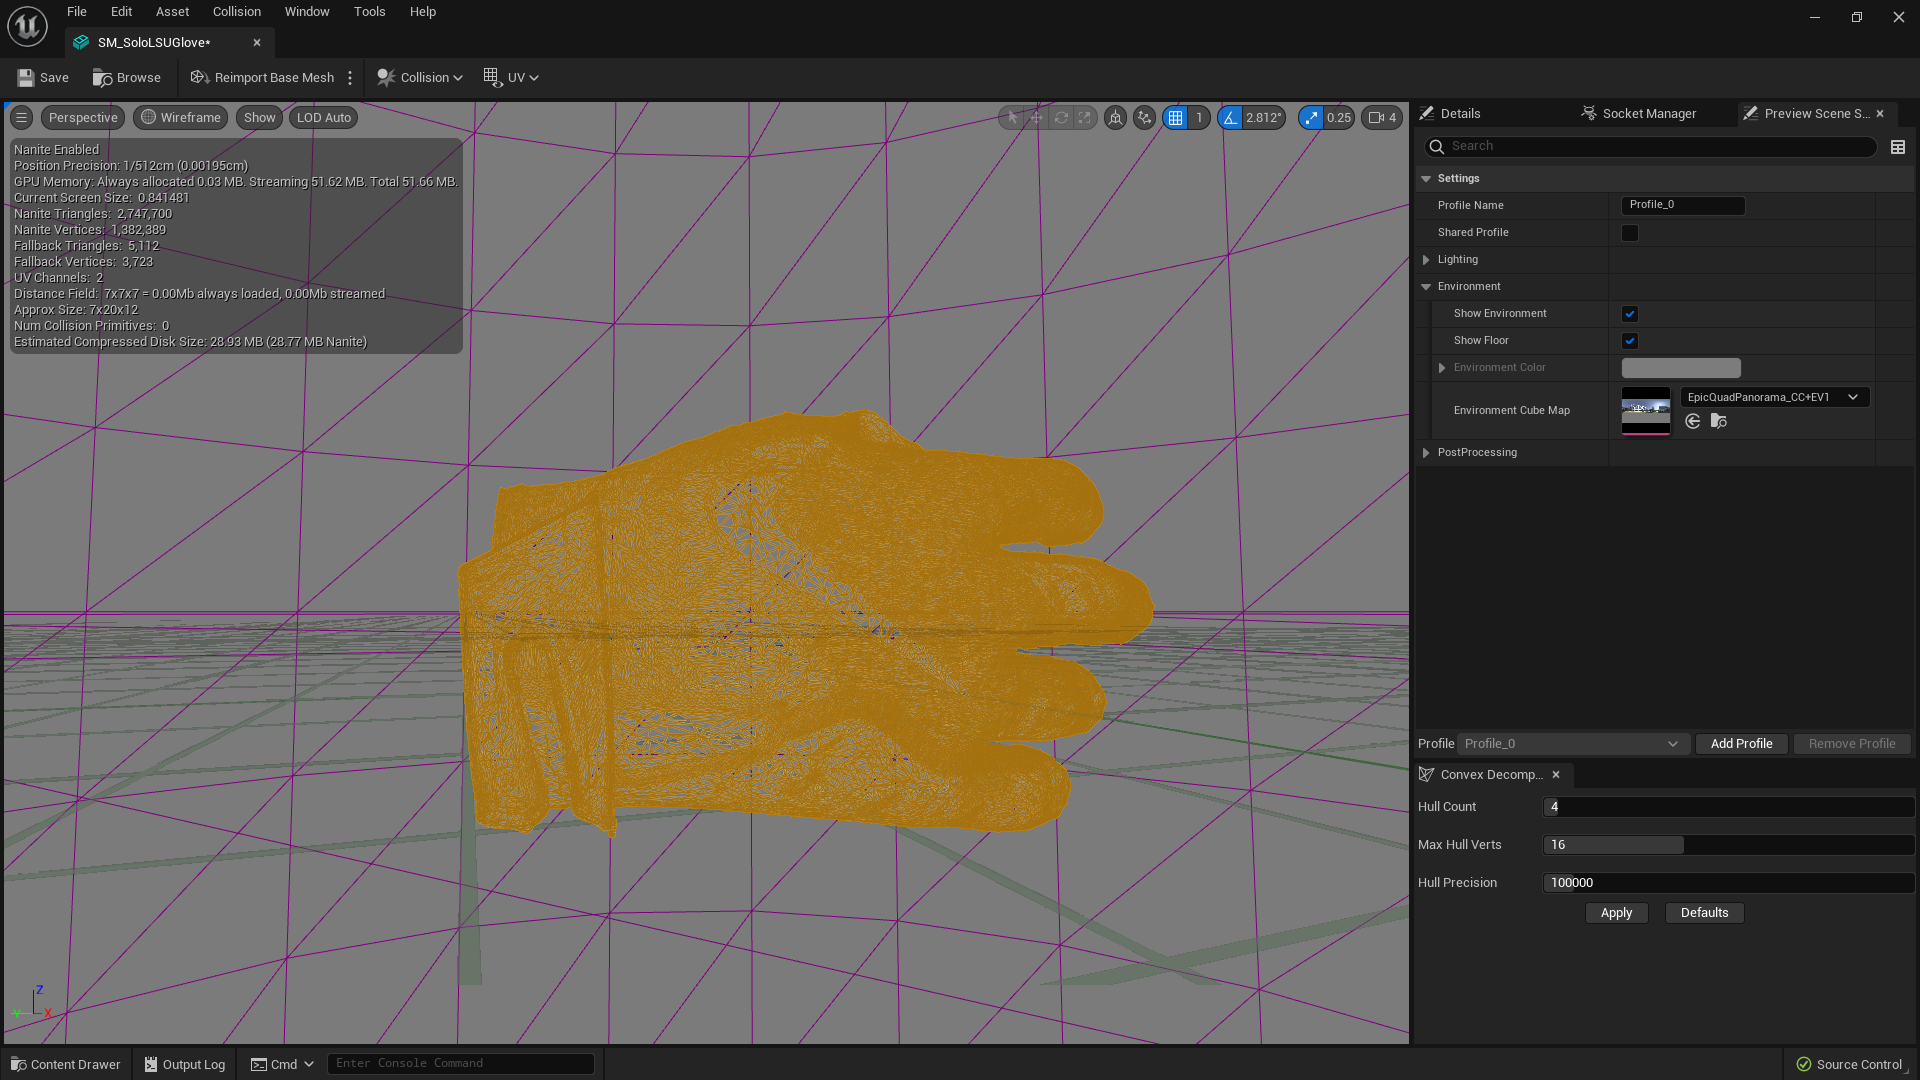 File Edit Asset Collision Window Tools Help
SM_SoloLSUGlove*
Save Browse Reimport Base Mesh Collision UV
Perspective Wireframe Show LOD Auto 1 2.812° 0.25 4
Nanite Enabled
Position Precision: 1/512cm (0.00195cm)
GPU Memory: Always allocated 0.03 MB. Streaming 51.62 MB. Total 51.66 MB.
Current Screen Size: 0.841481
Nanite Triangles: 2,747,700
Nanite Vertices: 1,382,389
Fallback Triangles: 5,112
Fallback Vertices: 3,723
UV Channels: 2
Distance Field: 7x7x7 = 0.00Mb always loaded, 0.00Mb streamed
Approx Size: 7x20x12
Num Collision Primitives: 0
Estimated Compressed Disk Size: 28.93 MB (28.77 MB Nanite)
Z
Y X
Details Socket Manager Preview Scene S...
Search
Settings
Profile Name Profile_0
Shared Profile
Lighting
Environment
Show Environment
Show Floor
Environment Color
Environment Cube Map EpicQuadPanorama_CC+EV1
PostProcessing
Profile Profile_0 Add Profile Remove Profile
Convex Decomp...
Hull Count 4
Max Hull Verts 16
Hull Precision 100000
Apply Defaults
Content Drawer Output Log Cmd Enter Console Command Source Control